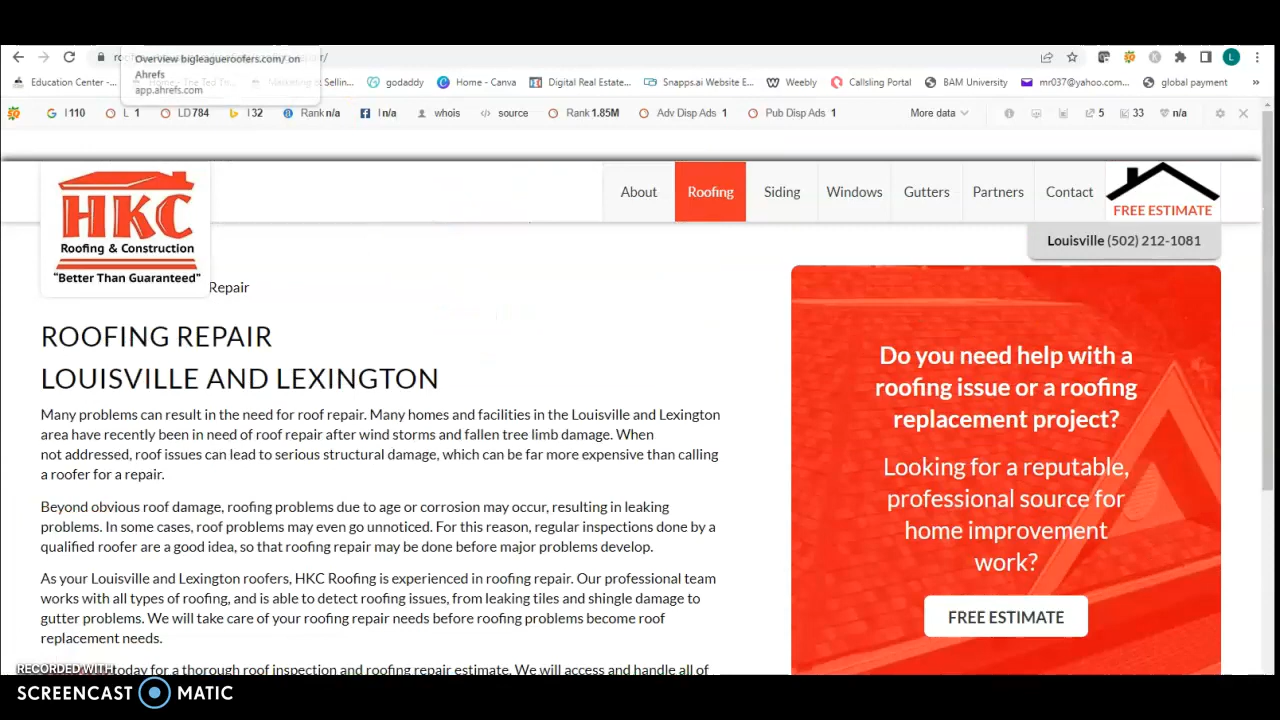 Overview bigleagueroofers.com/ on
Ahrefs
app.ahrefs.com
Education Center -...
godaddy
Home - Canva
Digital Real Estate...
Snapps.ai Website E...
Weebly
Callsling Portal
BAM University
mr037@yahoo.com...
global payment
»
L
I 110
L 1
LD 784
I 32
Rank n/a
I n/a
whois
source
Rank 1.85M
Adv Disp Ads 1
Pub Disp Ads 1
More data
5
33
n/a
HKC
Roofing & Construction
"Better Than Guaranteed"
About
Roofing
Siding
Windows
Gutters
Partners
Contact
FREE ESTIMATE
Louisville (502) 212-1081
Repair
ROOFING REPAIR
LOUISVILLE AND LEXINGTON
Many problems can result in the need for roof repair. Many homes and facilities in the Louisville and Lexington
area have recently been in need of roof repair after wind storms and fallen tree limb damage. When
not addressed, roof issues can lead to serious structural damage, which can be far more expensive than calling
a roofer for a repair.
Beyond obvious roof damage, roofing problems due to age or corrosion may occur, resulting in leaking
problems. In some cases, roof problems may even go unnoticed. For this reason, regular inspections done by a
qualified roofer are a good idea, so that roofing repair may be done before major problems develop.
As your Louisville and Lexington roofers, HKC Roofing is experienced in roofing repair. Our professional team
works with all types of roofing, and is able to detect roofing issues, from leaking tiles and shingle damage to
gutter problems. We will take care of your roofing repair needs before roofing problems become roof
replacement needs.
today for a thorough roof inspection and roofing repair estimate. We will access and handle all of
Do you need help with a
roofing issue or a roofing
replacement project?
Looking for a reputable,
professional source for
home improvement
work?
FREE ESTIMATE
RECORDED WITH
SCREENCAST MATIC